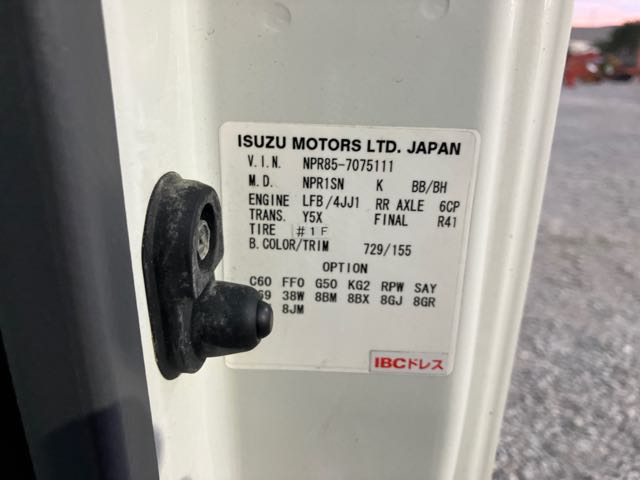 ISUZU MOTORS LTD. JAPAN
V.I.N. NPR85-7075111
M.D. NPR1SN K BB/BH
ENGINE LFB/4JJ1 RR AXLE 6CP
TRANS. Y5X FINAL R41
TIRE #1F
B.COLOR/TRIM 729/155
OPTION
C60 FF0 G50 KG2 RPW SAY
38W 8BM 8BX 8GJ 8GR
8JM
IBCドレス